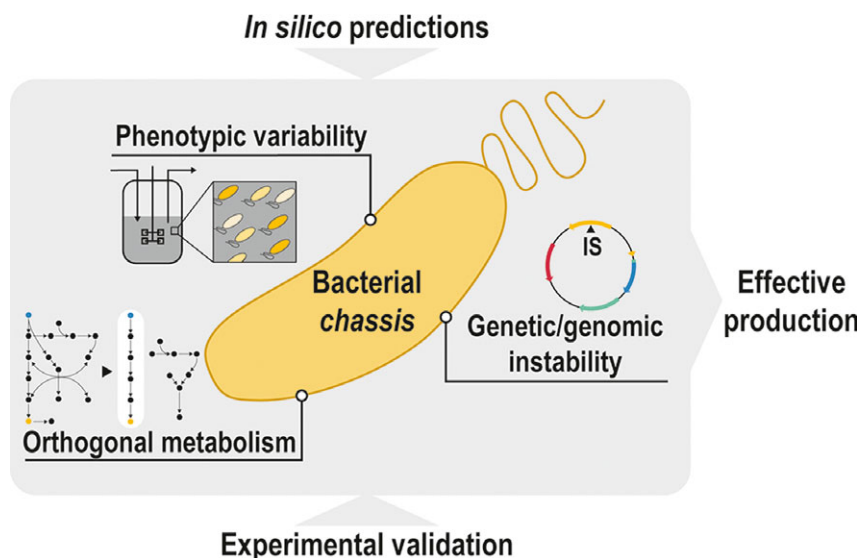 In silico predictions
Phenotypic variability
Bacterial
chassis
IS
Genetic/genomic
instability
Effective
production
Orthogonal metabolism
Experimental validation